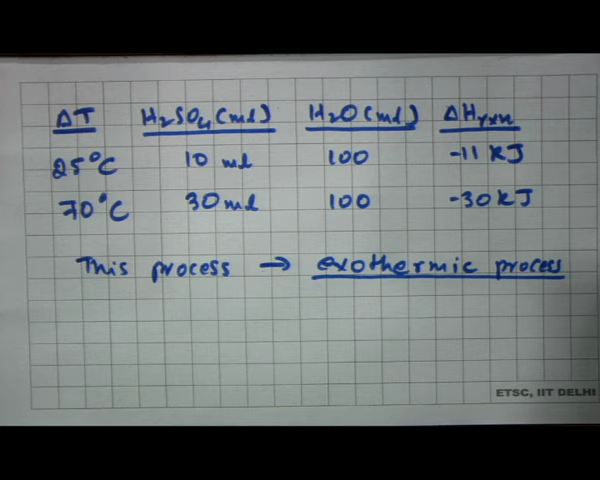 ΔT H₂SO₄(ml) H₂O(ml) ΔHrxn
25°C 10 ml 100 -11 kJ
70°C 30 ml 100 -30 kJ
This process → exothermic process
ETSC, IIT DELHI